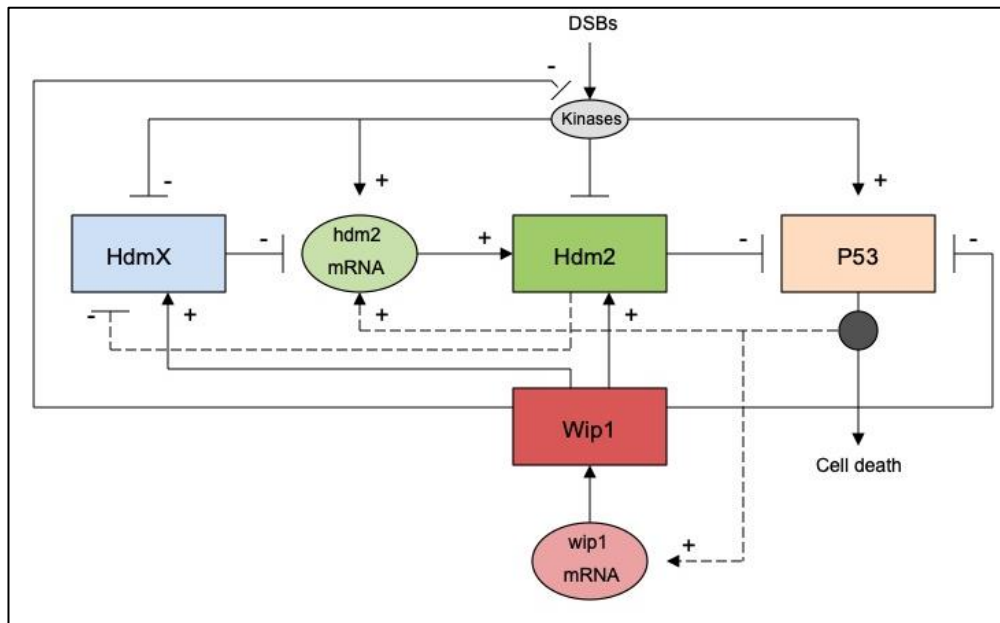 DSBs
-
Kinases
- + +
HdmX - hdm2 mRNA + Hdm2 - P53 -
- + + +
Wip1
Cell death
+
wip1
mRNA